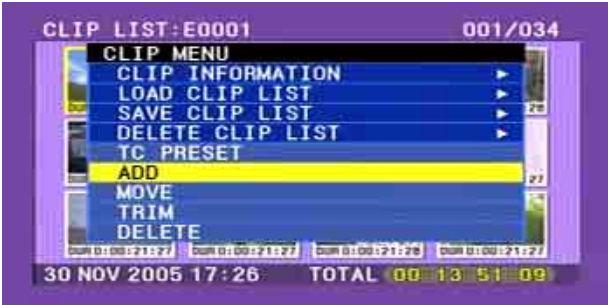 CLIP LIST:E0001 001/034
CLIP MENU
CLIP INFORMATION
LOAD CLIP LIST
SAVE CLIP LIST
DELETE CLIP LIST
TC PRESET
ADD
MOVE
TRIM
DELETE
DUR 0:00:21:27 DUR 0:00:21:27 DUR 0:00:21:28 DUR 0:00:21:27
30 NOV 2005 17:26 TOTAL 00 13 51 09